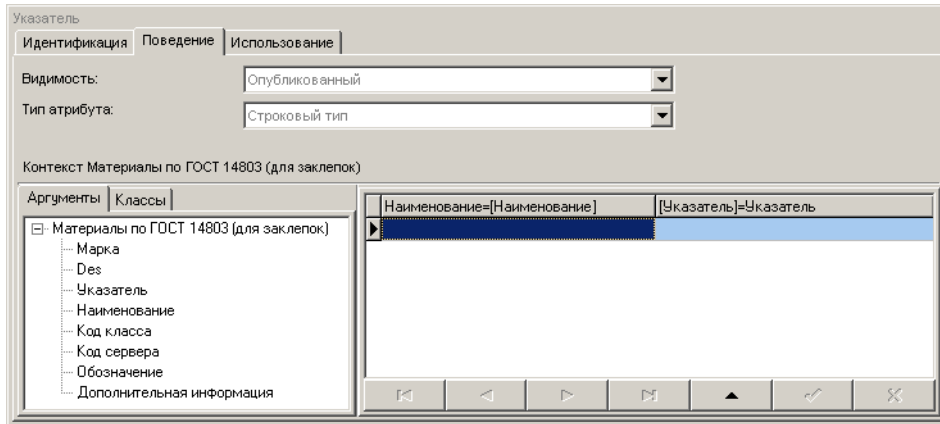 Указатель
Идентификация Поведение Использование
Видимость: Опубликованный
Тип атрибута: Строковый тип
Контекст Материалы по ГОСТ 14803 (для заклепок)
Аргументы Классы
Наименование=[Наименование] [Указатель]=Указатель
Материалы по ГОСТ 14803 (для заклепок)
Марка
Des
Указатель
Наименование
Код класса
Код сервера
Обозначение
Дополнительная информация